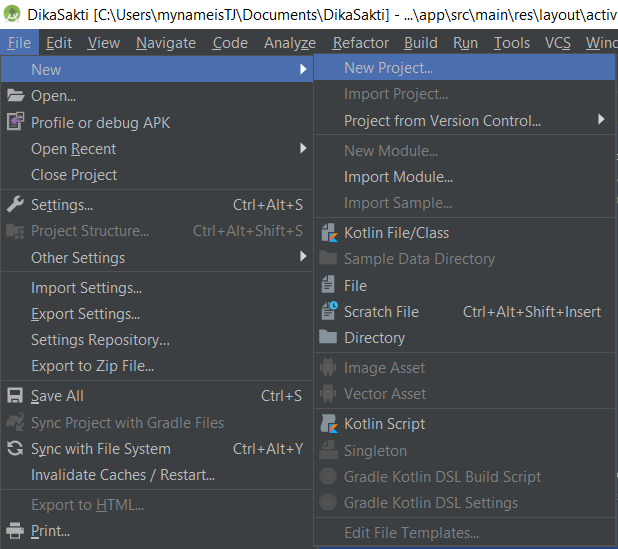 DikaSakti [C:\Users\mynameisTJ\Documents\DikaSakti] - ...\app\src\main\res\layout\activ
File Edit View Navigate Code Analyze Refactor Build Run Tools VCS Wind
New
Open...
Profile or debug APK
Open Recent
Close Project
Settings... Ctrl+Alt+S
Project Structure... Ctrl+Alt+Shift+S
Other Settings
Import Settings...
Export Settings...
Settings Repository...
Export to Zip File...
Save All Ctrl+S
Sync Project with Gradle Files
Sync with File System Ctrl+Alt+Y
Invalidate Caches / Restart...
Export to HTML...
Print...
New Project...
Import Project...
Project from Version Control...
New Module...
Import Module...
Import Sample...
Kotlin File/Class
Sample Data Directory
File
Scratch File Ctrl+Alt+Shift+Insert
Directory
Image Asset
Vector Asset
Kotlin Script
Singleton
Gradle Kotlin DSL Build Script
Gradle Kotlin DSL Settings
Edit File Templates...